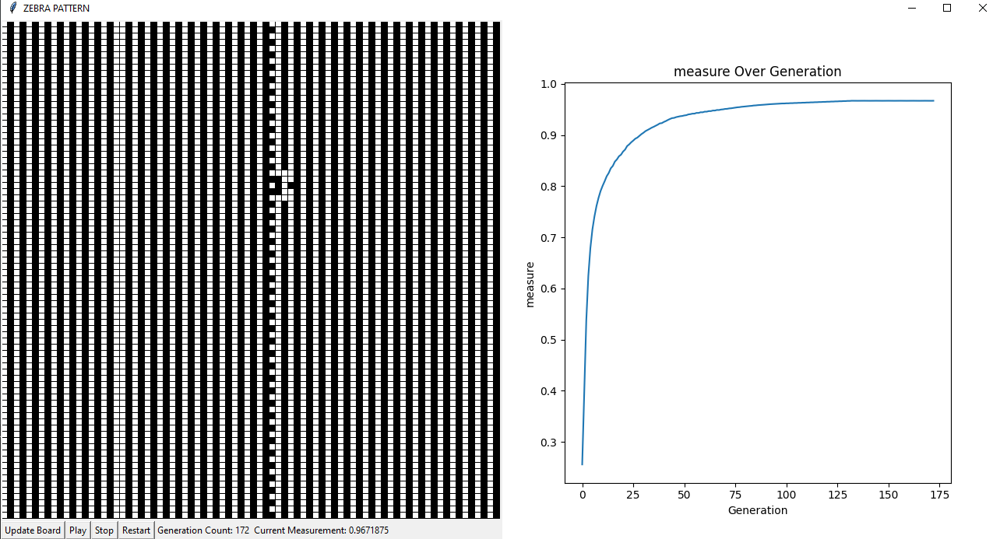 ZEBRA PATTERN
measure Over Generation
1.0
0.9
0.8
0.7
0.6
0.5
0.4
0.3
measure
0 25 50 75 100 125 150 175
Generation
Update Board Play Stop Restart Generation Count: 172 Current Measurement: 0.9671875